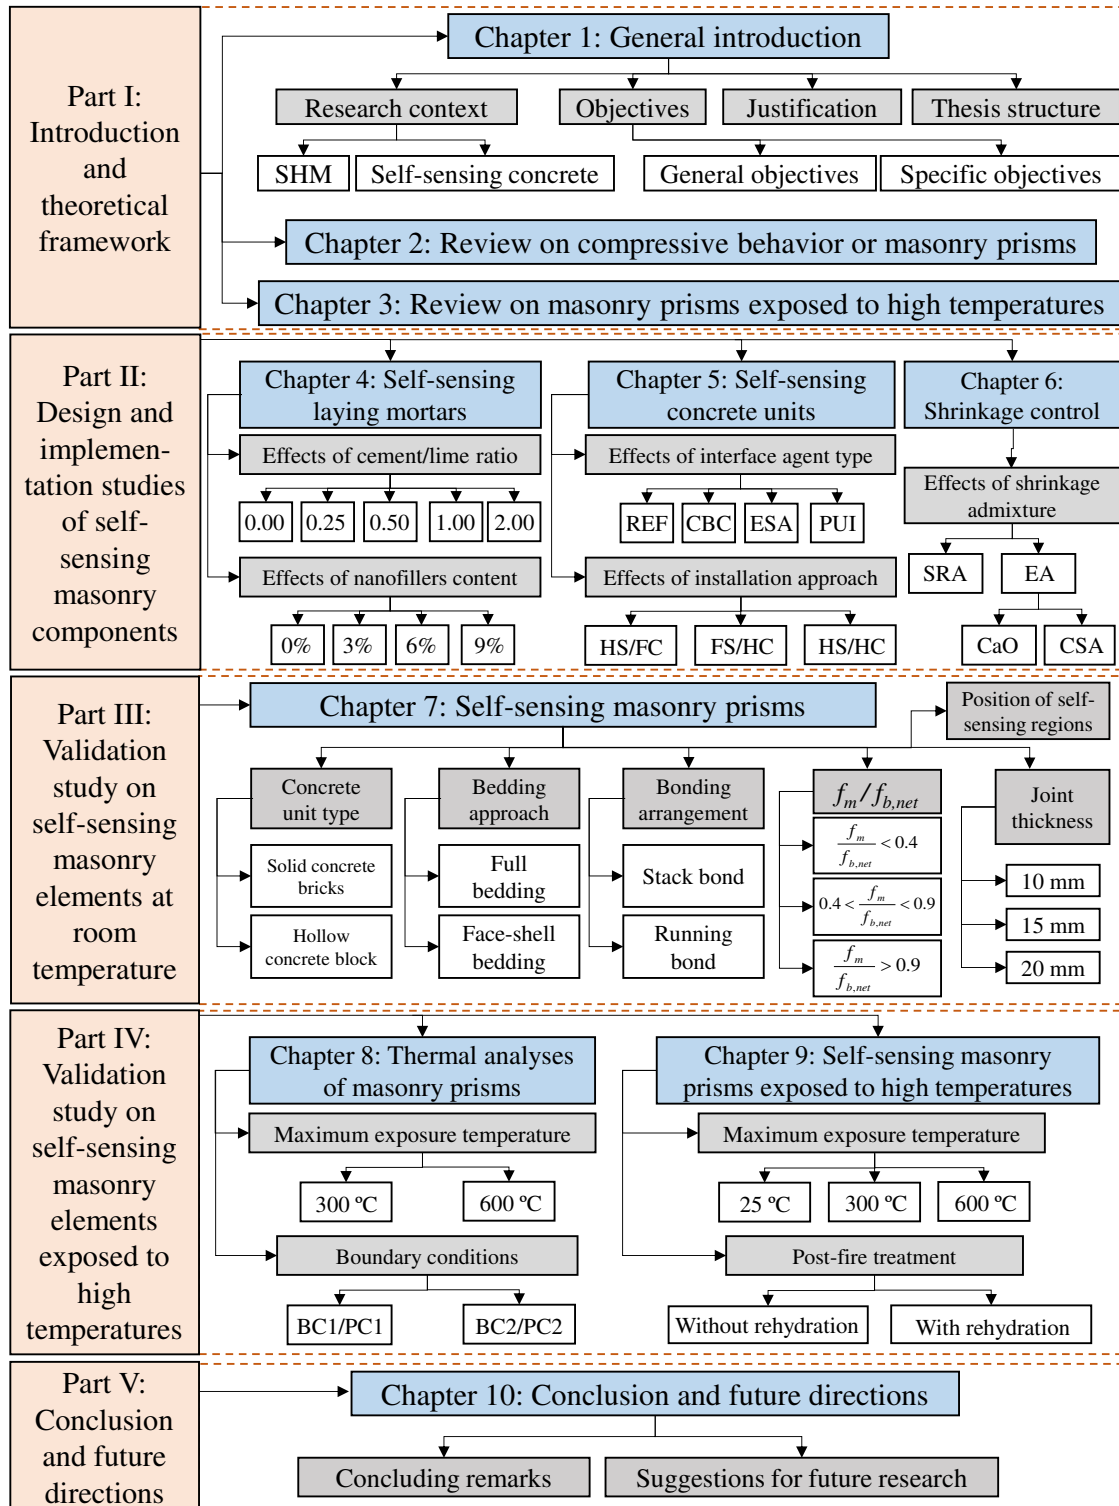 Part I:
Introduction
and
theoretical
framework
Chapter 1: General introduction
Research context
Objectives
Justification
Thesis structure
SHM
Self-sensing concrete
General objectives
Specific objectives
Chapter 2: Review on compressive behavior or masonry prisms
Chapter 3: Review on masonry prisms exposed to high temperatures
Part II:
Design and
implemen-
tation studies
of self-
sensing
masonry
components
Chapter 4: Self-sensing
laying mortars
Effects of cement/lime ratio
0.00
0.25
0.50
1.00
2.00
Effects of nanofillers content
0%
3%
6%
9%
Chapter 5: Self-sensing
concrete units
Effects of interface agent type
REF
CBC
ESA
PUI
Effects of installation approach
HS/FC
FS/HC
HS/HC
Chapter 6:
Shrinkage control
Effects of shrinkage
admixture
SRA
EA
CaO
CSA
Part III:
Validation
study on
self-sensing
masonry
elements at
room
temperature
Chapter 7: Self-sensing masonry prisms
Position of self-
sensing regions
Concrete
unit type
Solid concrete
bricks
Hollow
concrete block
Bedding
approach
Full
bedding
Face-shell
bedding
Bonding
arrangement
Stack bond
Running
bond
f_m / f_{b,net}
f_m / f_{b,net} < 0.4
0.4 < f_m / f_{b,net} < 0.9
f_m / f_{b,net} > 0.9
Joint
thickness
10 mm
15 mm
20 mm
Part IV:
Validation
study on
self-sensing
masonry
elements
exposed to
high
temperatures
Chapter 8: Thermal analyses
of masonry prisms
Maximum exposure temperature
300 ºC
600 ºC
Boundary conditions
BC1/PC1
BC2/PC2
Chapter 9: Self-sensing masonry
prisms exposed to high temperatures
Maximum exposure temperature
25 ºC
300 ºC
600 ºC
Post-fire treatment
Without rehydration
With rehydration
Part V:
Conclusion
and future
directions
Chapter 10: Conclusion and future directions
Concluding remarks
Suggestions for future research